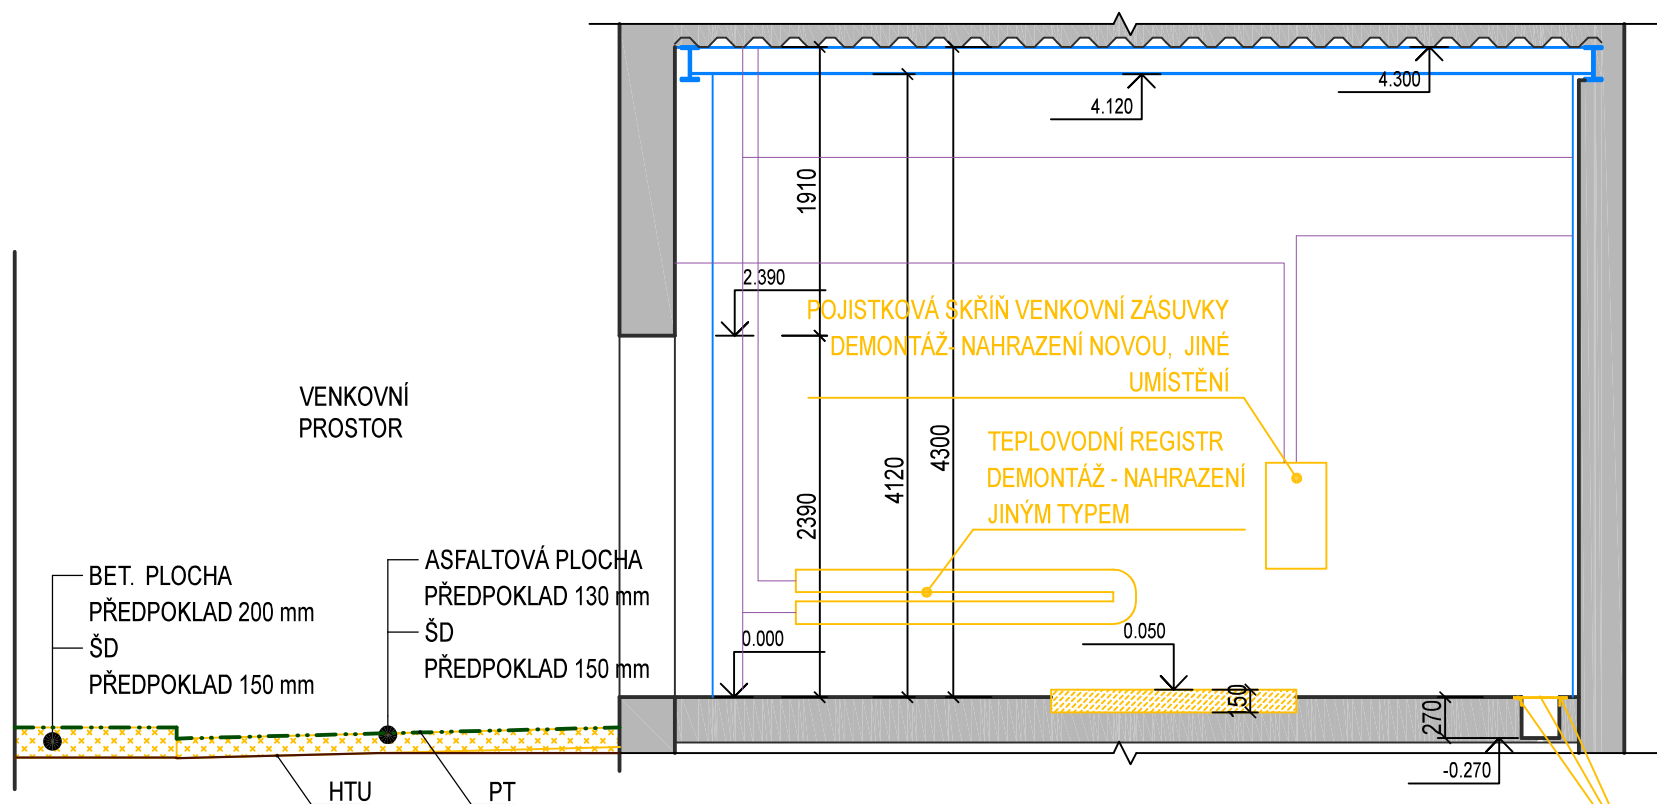 4.300
4.120
1910
2.390
POJISTKOVÁ SKŘÍŇ VENKOVNÍ ZÁSUVKY
DEMONTÁŽ- NAHRAZENÍ NOVOU, JINÉ
UMÍSTĚNÍ
VENKOVNÍ
PROSTOR
4300
4120
2390
TEPLOVODNÍ REGISTR
DEMONTÁŽ - NAHRAZENÍ
JINÝM TYPEM
BET. PLOCHA
PŘEDPOKLAD 200 mm
ŠD
PŘEDPOKLAD 150 mm
ASFALTOVÁ PLOCHA
PŘEDPOKLAD 130 mm
ŠD
PŘEDPOKLAD 150 mm
0.000
0.050
270
-0.270
HTU
PT